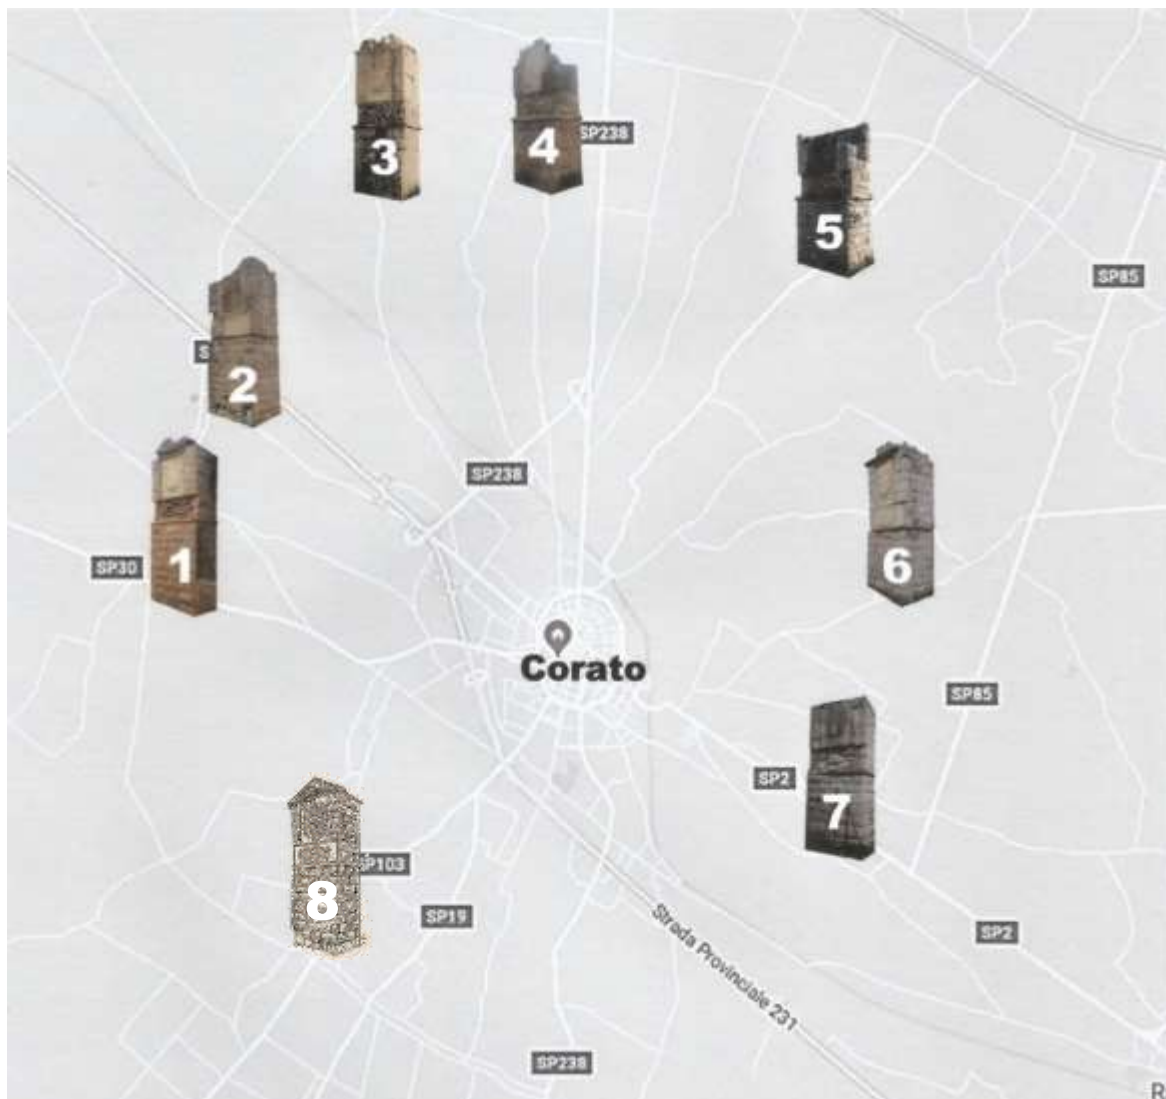 3
4
SP238
5
SP85
2
1
SP30
SP238
6
Corato
SP85
SP2
7
8
SP103
SP19
Strada Provinciale 231
SP2
SP238
R